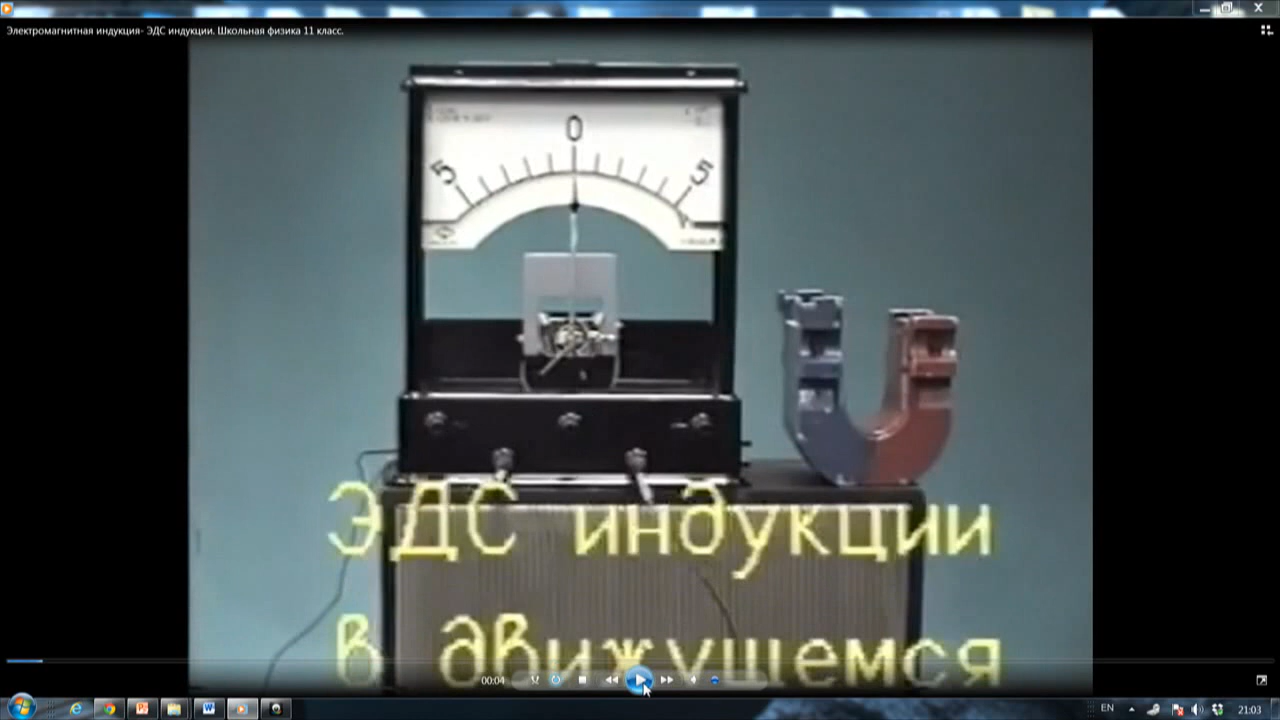 Электромагнитная индукция- ЭДС индукции. Школьная физика 11 класс.
0
5 5
ЭДС индукции
в движущемся
00:04
EN 21:03